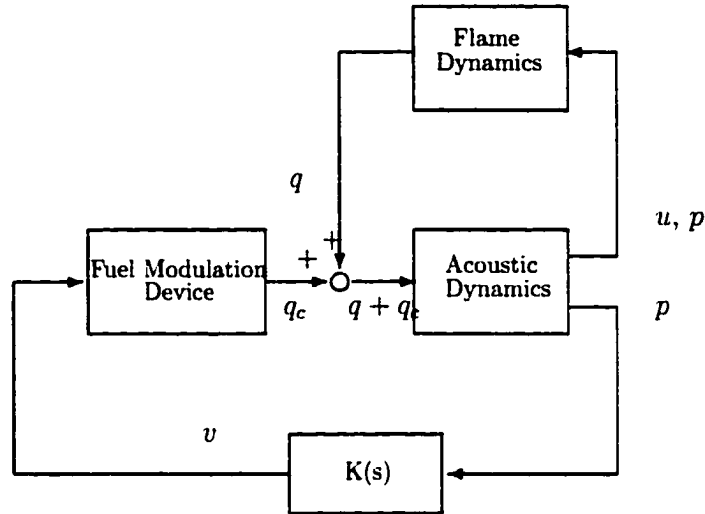 Flame
Dynamics
q
u, p
+
+
Fuel Modulation
Device
Acoustic
Dynamics
q_c
q + q_c
p
v
K(s)